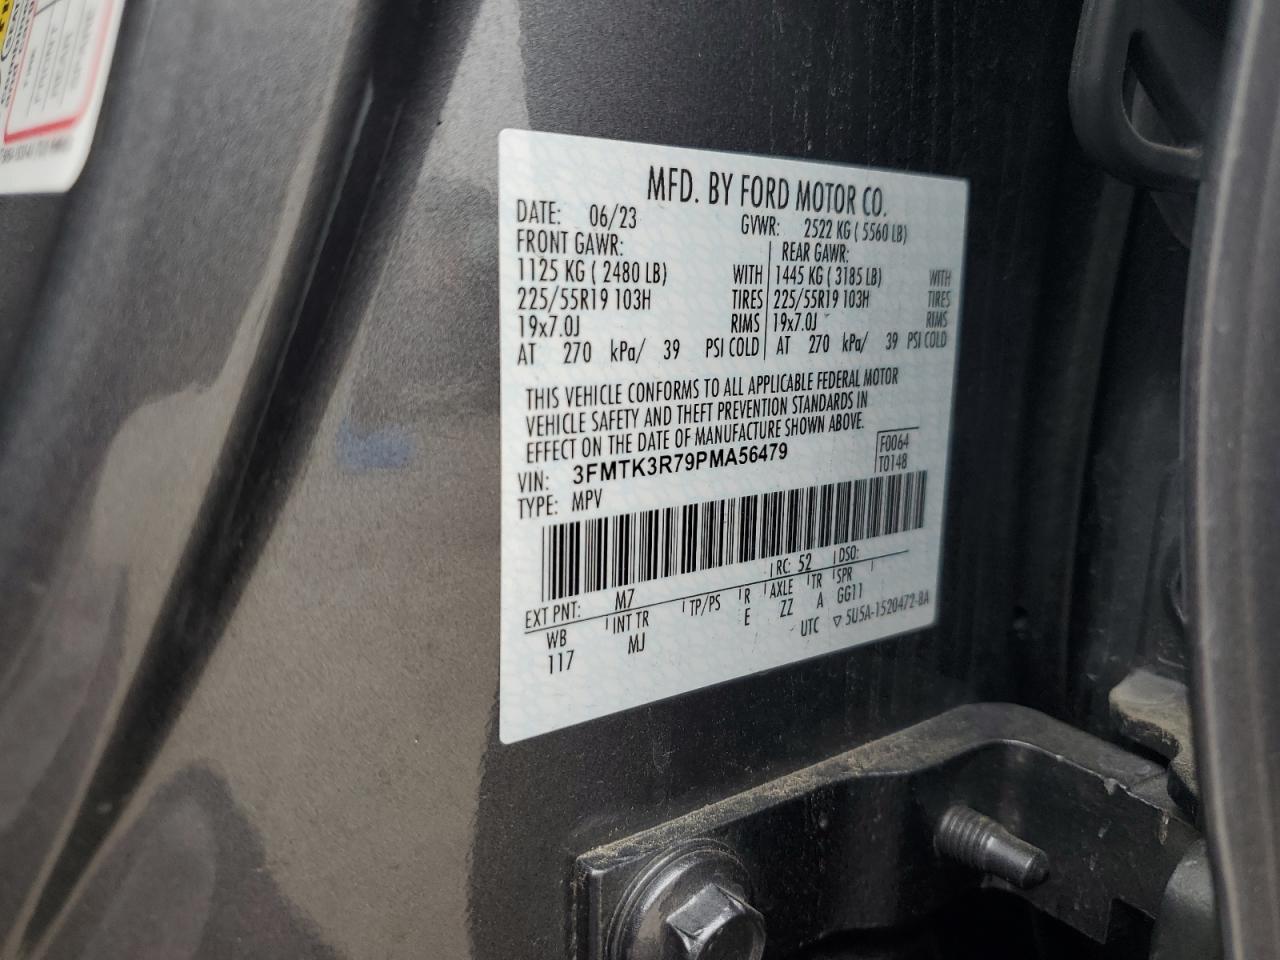 MFD. BY FORD MOTOR CO.
DATE: 06/23 GVWR: 2522 KG ( 5560 LB)
FRONT GAWR: REAR GAWR:
1125 KG ( 2480 LB) WITH 1445 KG ( 3185 LB) WITH
225/55R19 103H TIRES 225/55R19 103H TIRES
19x7.0J RIMS 19x7.0J RIMS
AT 270 kPa/ 39 PSI COLD AT 270 kPa/ 39 PSI COLD
THIS VEHICLE CONFORMS TO ALL APPLICABLE FEDERAL MOTOR
VEHICLE SAFETY AND THEFT PREVENTION STANDARDS IN
EFFECT ON THE DATE OF MANUFACTURE SHOWN ABOVE.
F0064
VIN: 3FMTK3R79PMA56479
T0148
TYPE: MPV
RC: 52 DSO:
EXT PNT: M7
WB INT TR TP/PS R AXLE TR SPR
117 MJ E ZZ A GG11
UTC ▽ 5U5A-1520472-BA
FRONT
REAR